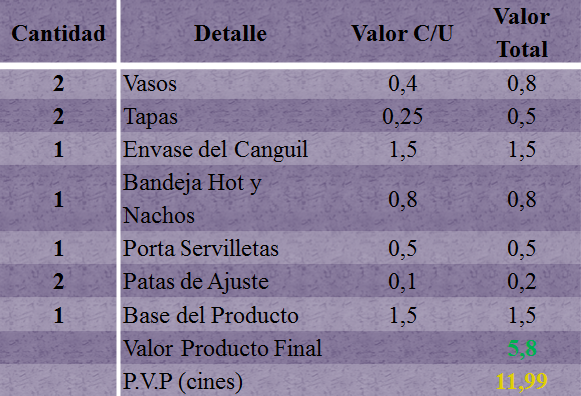 Cantidad Detalle Valor C/U Valor Total
2 Vasos 0,4 0,8
2 Tapas 0,25 0,5
1 Envase del Canguil 1,5 1,5
1 Bandeja Hot y Nachos 0,8 0,8
1 Porta Servilletas 0,5 0,5
2 Patas de Ajuste 0,1 0,2
1 Base del Producto 1,5 1,5
Valor Producto Final 5,8
P.V.P (cines) 11,99